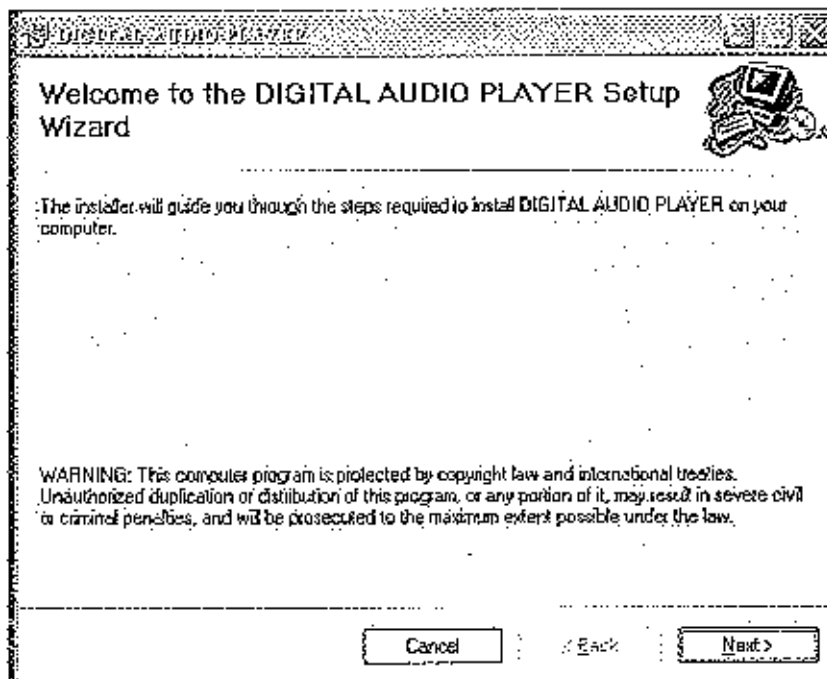 DIGITAL AUDIO PLAYER
Welcome to the DIGITAL AUDIO PLAYER Setup
Wizard
The installer will guide you through the steps required to install DIGITAL AUDIO PLAYER on your
computer.
WARNING: This computer program is protected by copyright law and international treaties.
Unauthorized duplication or distribution of this program, or any portion of it, may result in severe civil
or criminal penalties, and will be prosecuted to the maximum extent possible under the law.
Cancel
< Back
Next >